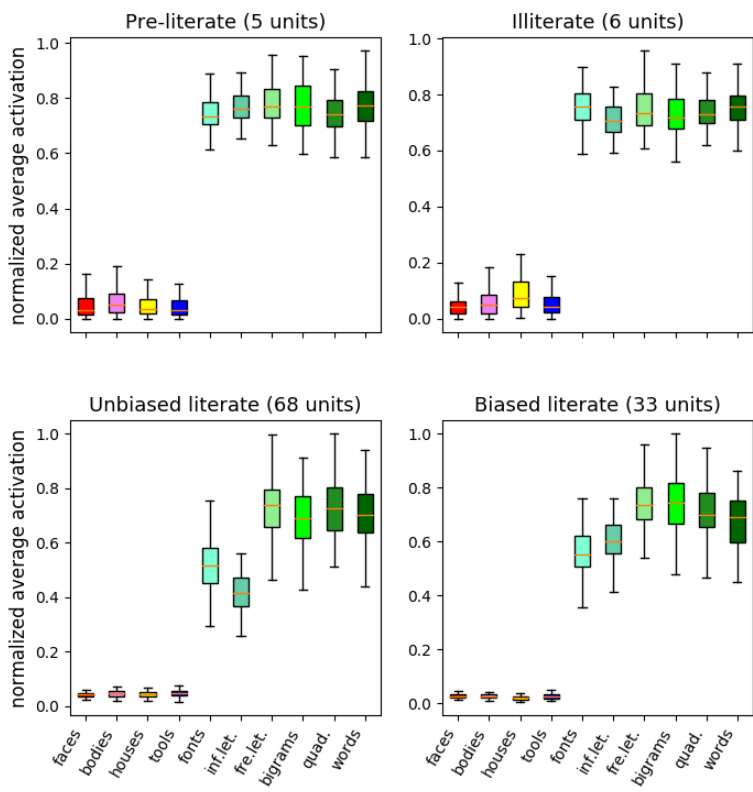 Pre-literate (5 units)
Illiterate (6 units)
normalized average activation
1.0
0.8
0.6
0.4
0.2
0.0
1.0
0.8
0.6
0.4
0.2
0.0
Unbiased literate (68 units)
Biased literate (33 units)
normalized average activation
1.0
0.8
0.6
0.4
0.2
0.0
1.0
0.8
0.6
0.4
0.2
0.0
faces
bodies
houses
tools
fonts
inf.let.
fre.let.
bigrams
quad.
words
faces
bodies
houses
tools
fonts
inf.let.
fre.let.
bigrams
quad.
words